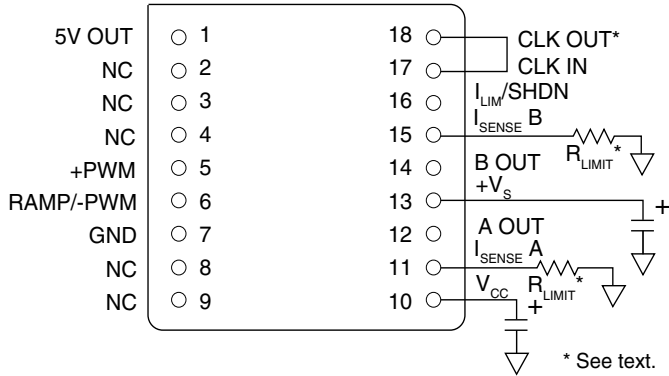 5V OUT 1 18 CLK OUT*
NC 2 17 CLK IN
NC 3 16 I_LIM/SHDN
NC 4 15 I_SENSE B R_LIMIT *
+PWM 5 14 B OUT
RAMP/-PWM 6 13 +V_S +
GND 7 12 A OUT
NC 8 11 I_SENSE A R_LIMIT *
NC 9 10 V_CC +
* See text.